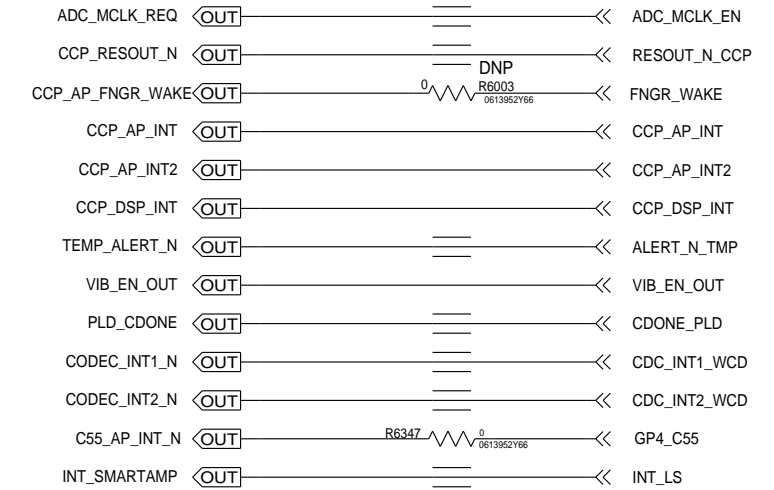 ADC_MCLK_REQ OUT ADC_MCLK_EN
CCP_RESOUT_N OUT RESOUT_N_CCP
DNP
CCP_AP_FNGR_WAKE OUT 0 R6003 FNGR_WAKE
0613952Y66
CCP_AP_INT OUT CCP_AP_INT
CCP_AP_INT2 OUT CCP_AP_INT2
CCP_DSP_INT OUT CCP_DSP_INT
TEMP_ALERT_N OUT ALERT_N_TMP
VIB_EN_OUT OUT VIB_EN_OUT
PLD_CDONE OUT CDONE_PLD
CODEC_INT1_N OUT CDC_INT1_WCD
CODEC_INT2_N OUT CDC_INT2_WCD
C55_AP_INT_N OUT R6347 0 GP4_C55
0613952Y66
INT_SMARTAMP OUT INT_LS